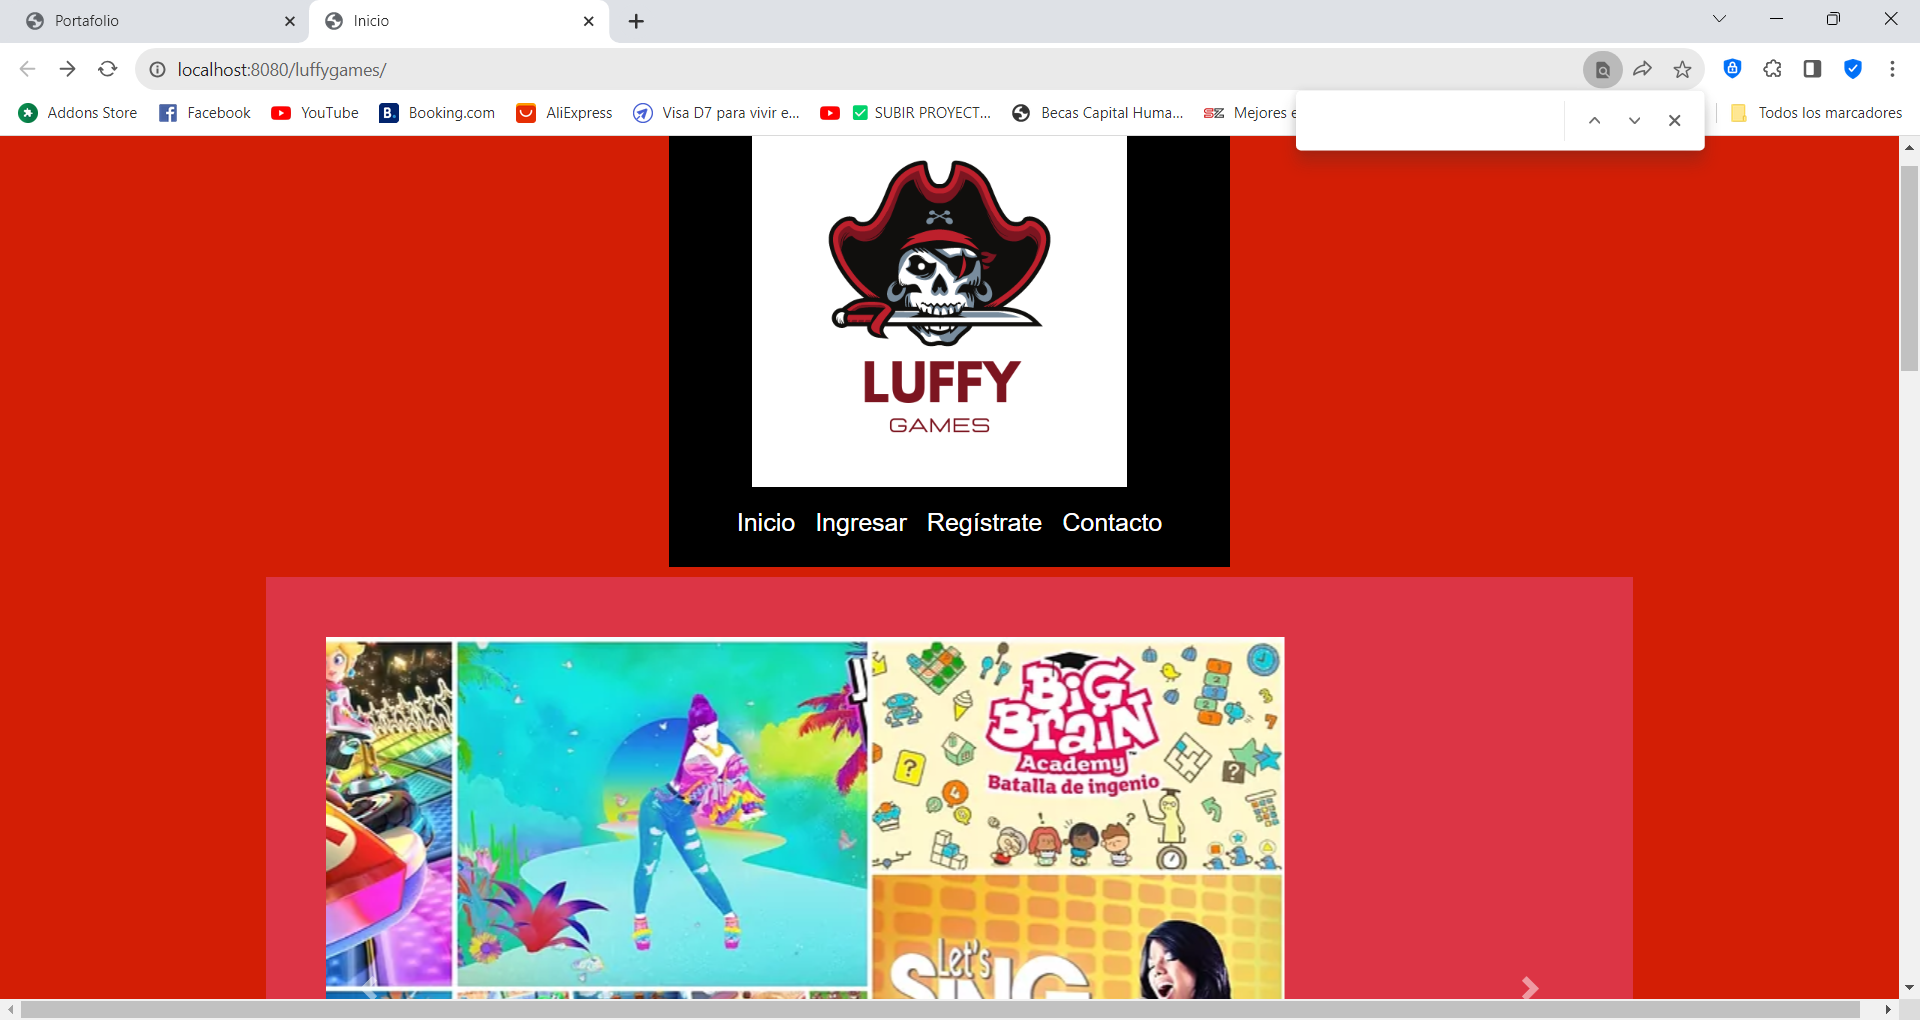 Portafolio
Inicio
localhost:8080/luffygames/
Addons Store
Facebook
YouTube
Booking.com
AliExpress
Visa D7 para vivir e...
SUBIR PROYECT...
Becas Capital Huma...
Mejores e
Todos los marcadores
LUFFY
GAMES
Inicio Ingresar Regístrate Contacto
BiG
BraiN
Academy™
Batalla de ingenio
Let's
SiNG